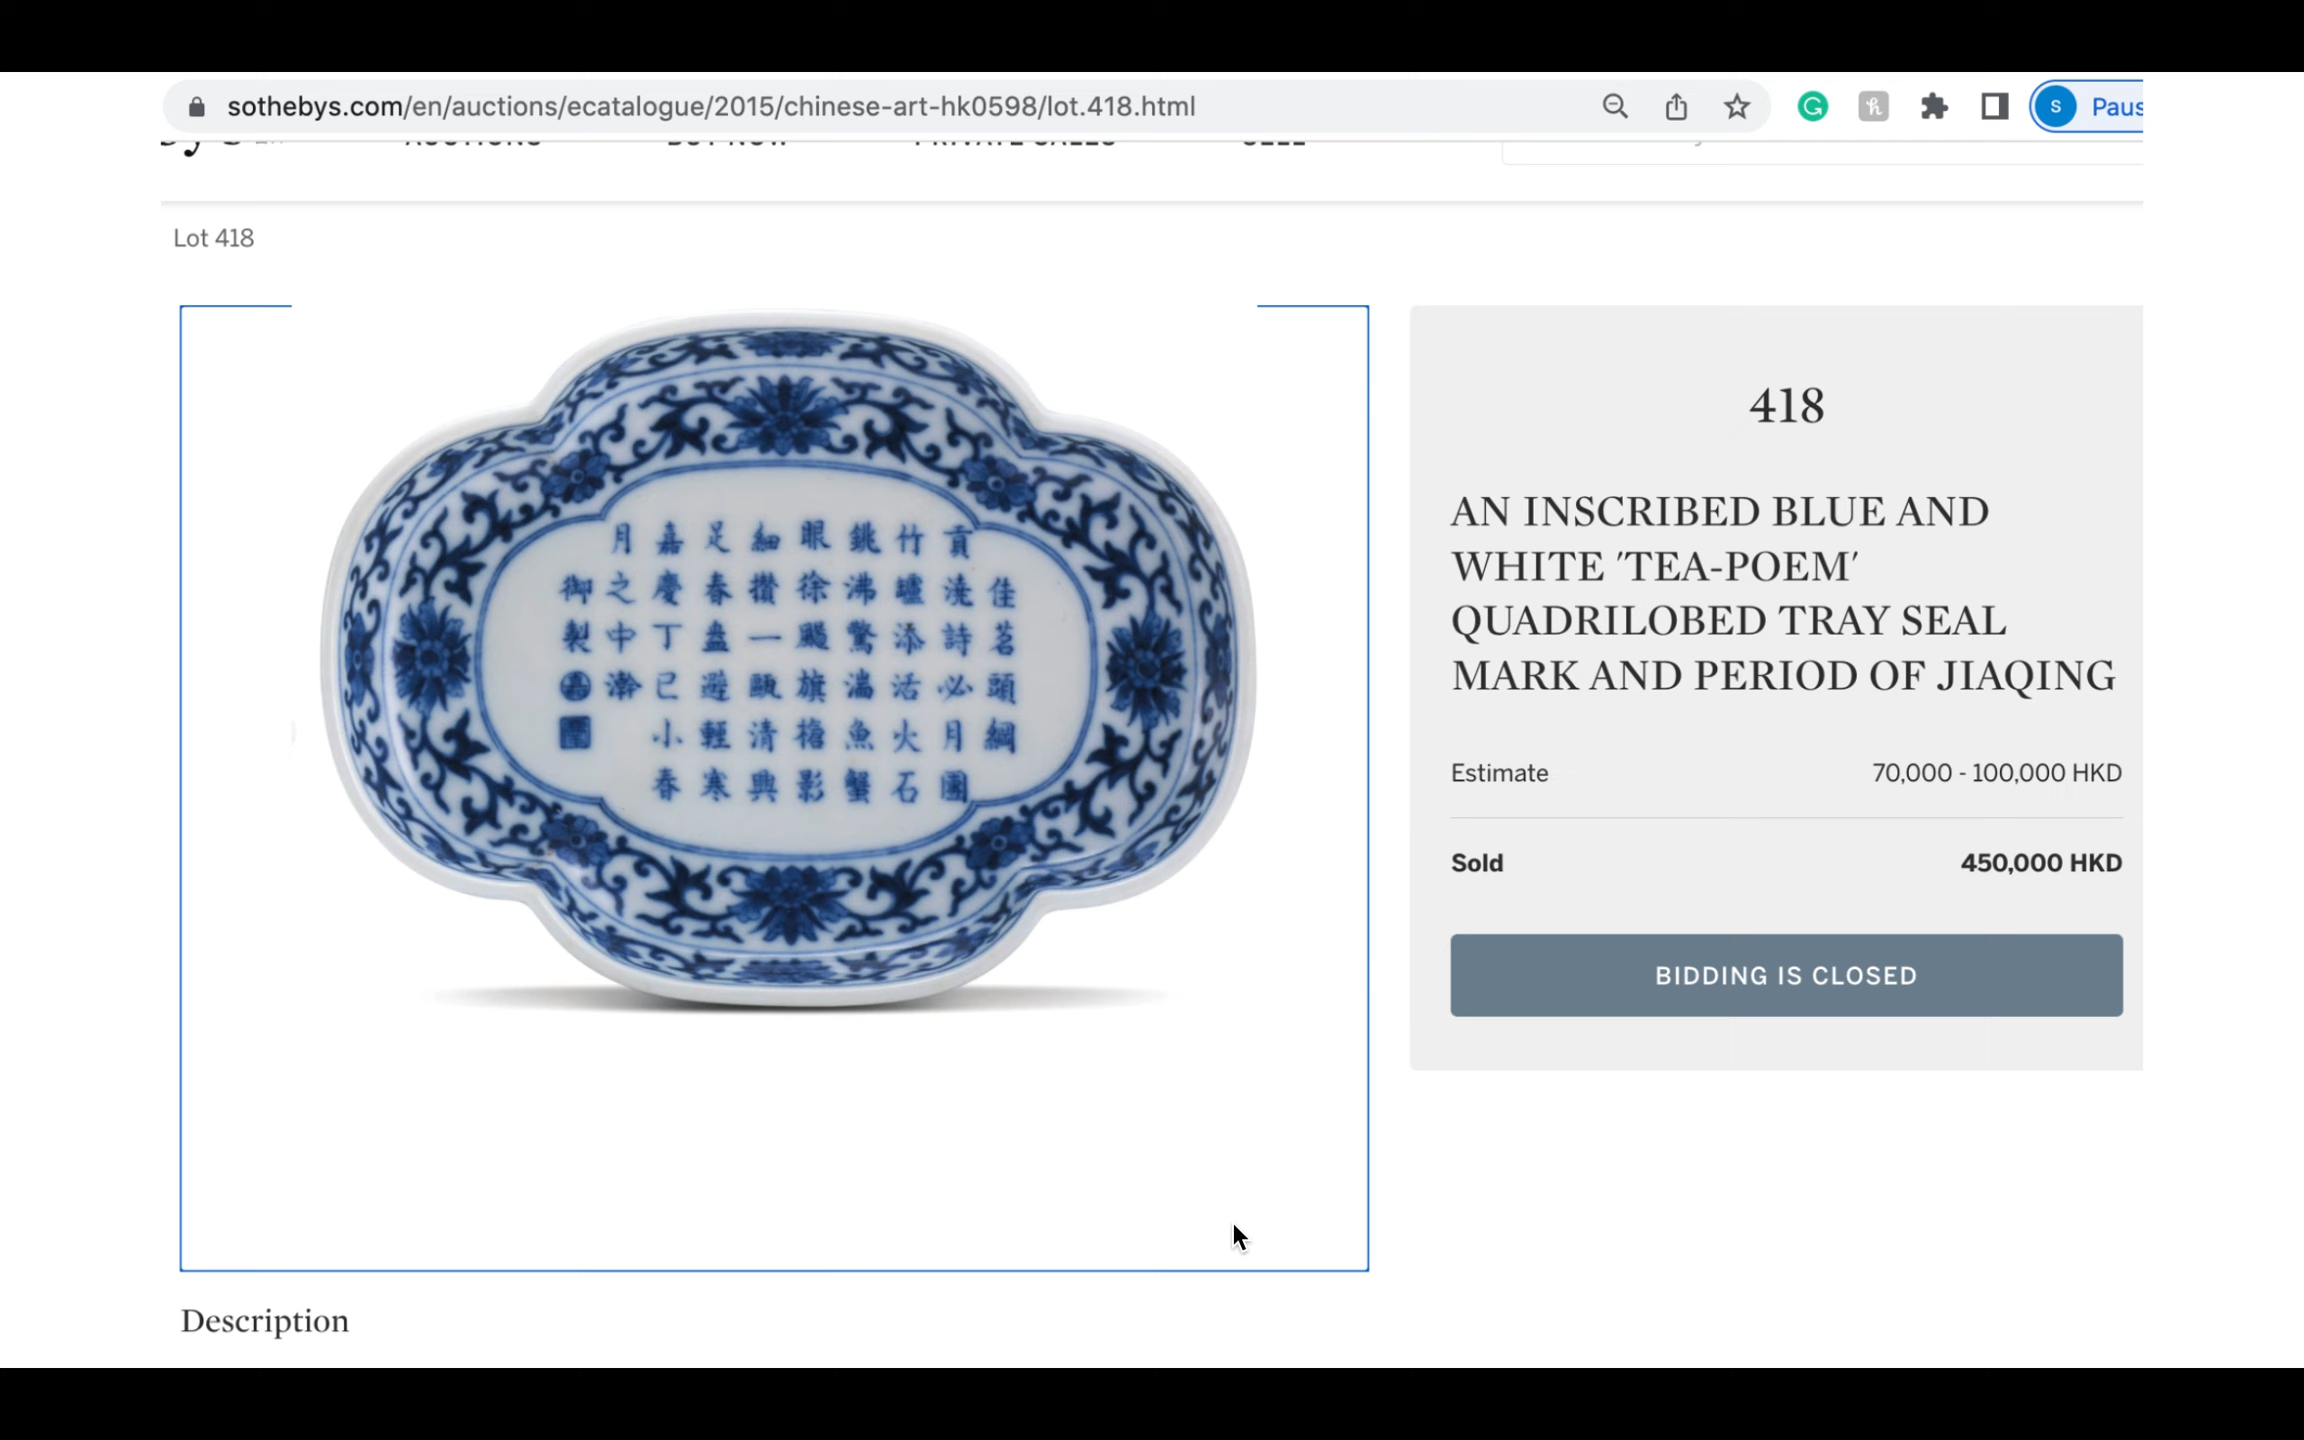 sothebys.com/en/auctions/ecatalogue/2015/chinese-art-hk0598/lot.418.html
S
Paus
Lot 418
佳茗頭綱
貢澆詩必月團
竹爐添活火石
銚沸驚湍魚蟹
眼徐颺旗槍影
細攢一甌清興
足春盎避輕寒
嘉慶丁巳小春
月之中澣
御製
418
AN INSCRIBED BLUE AND
WHITE 'TEA-POEM'
QUADRILOBED TRAY SEAL
MARK AND PERIOD OF JIAQING
Estimate 70,000 - 100,000 HKD
Sold 450,000 HKD
BIDDING IS CLOSED
Description